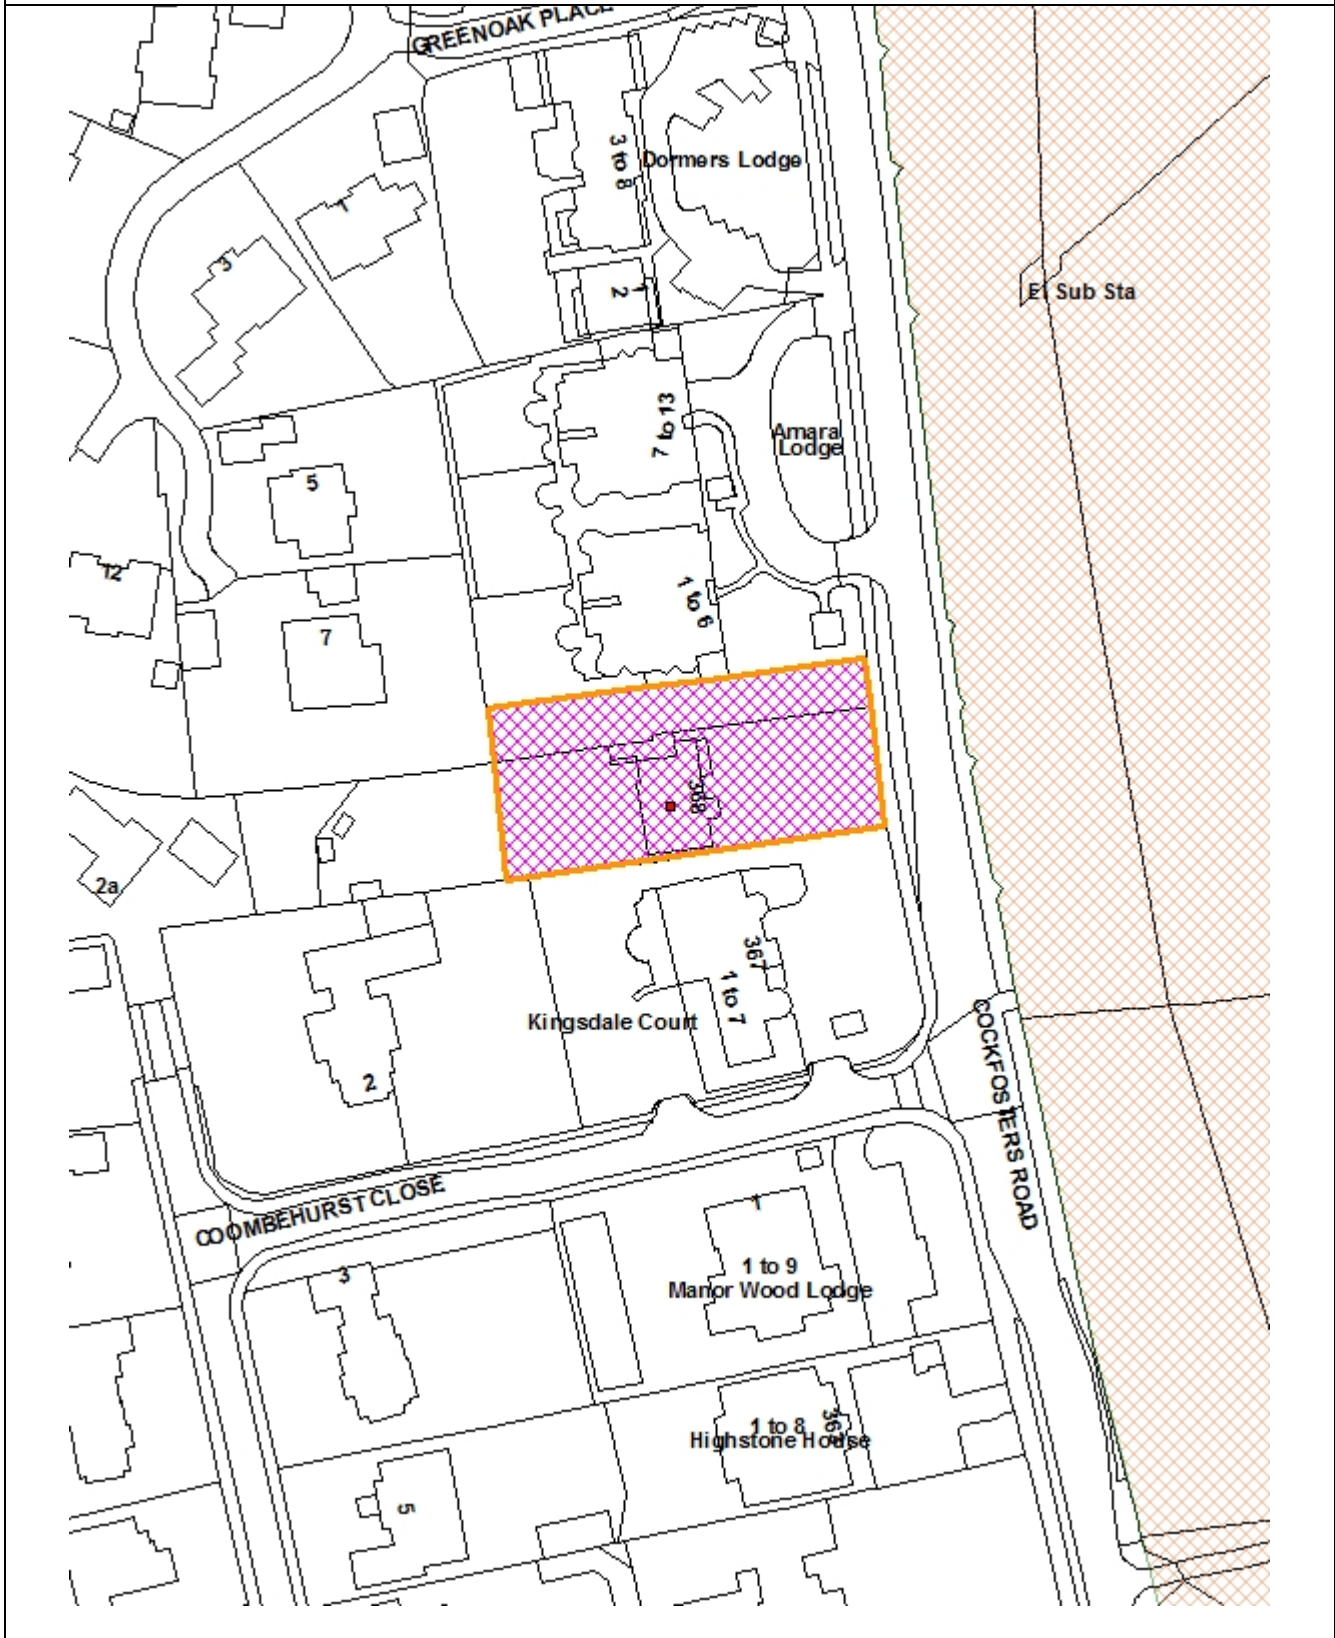 GREENOAK PLACE
3 to 8
Dormers Lodge
1
3
1
2
El Sub Sta
7 to 13
Amara
Lodge
5
12
1 to 6
7
368
2a
367
1 to 7
Kingsdale Court
2
COCKFOSTERS ROAD
COOMBEHURST CLOSE
1
3
1 to 9
Manor Wood Lodge
1 to 8
Highstone House
5